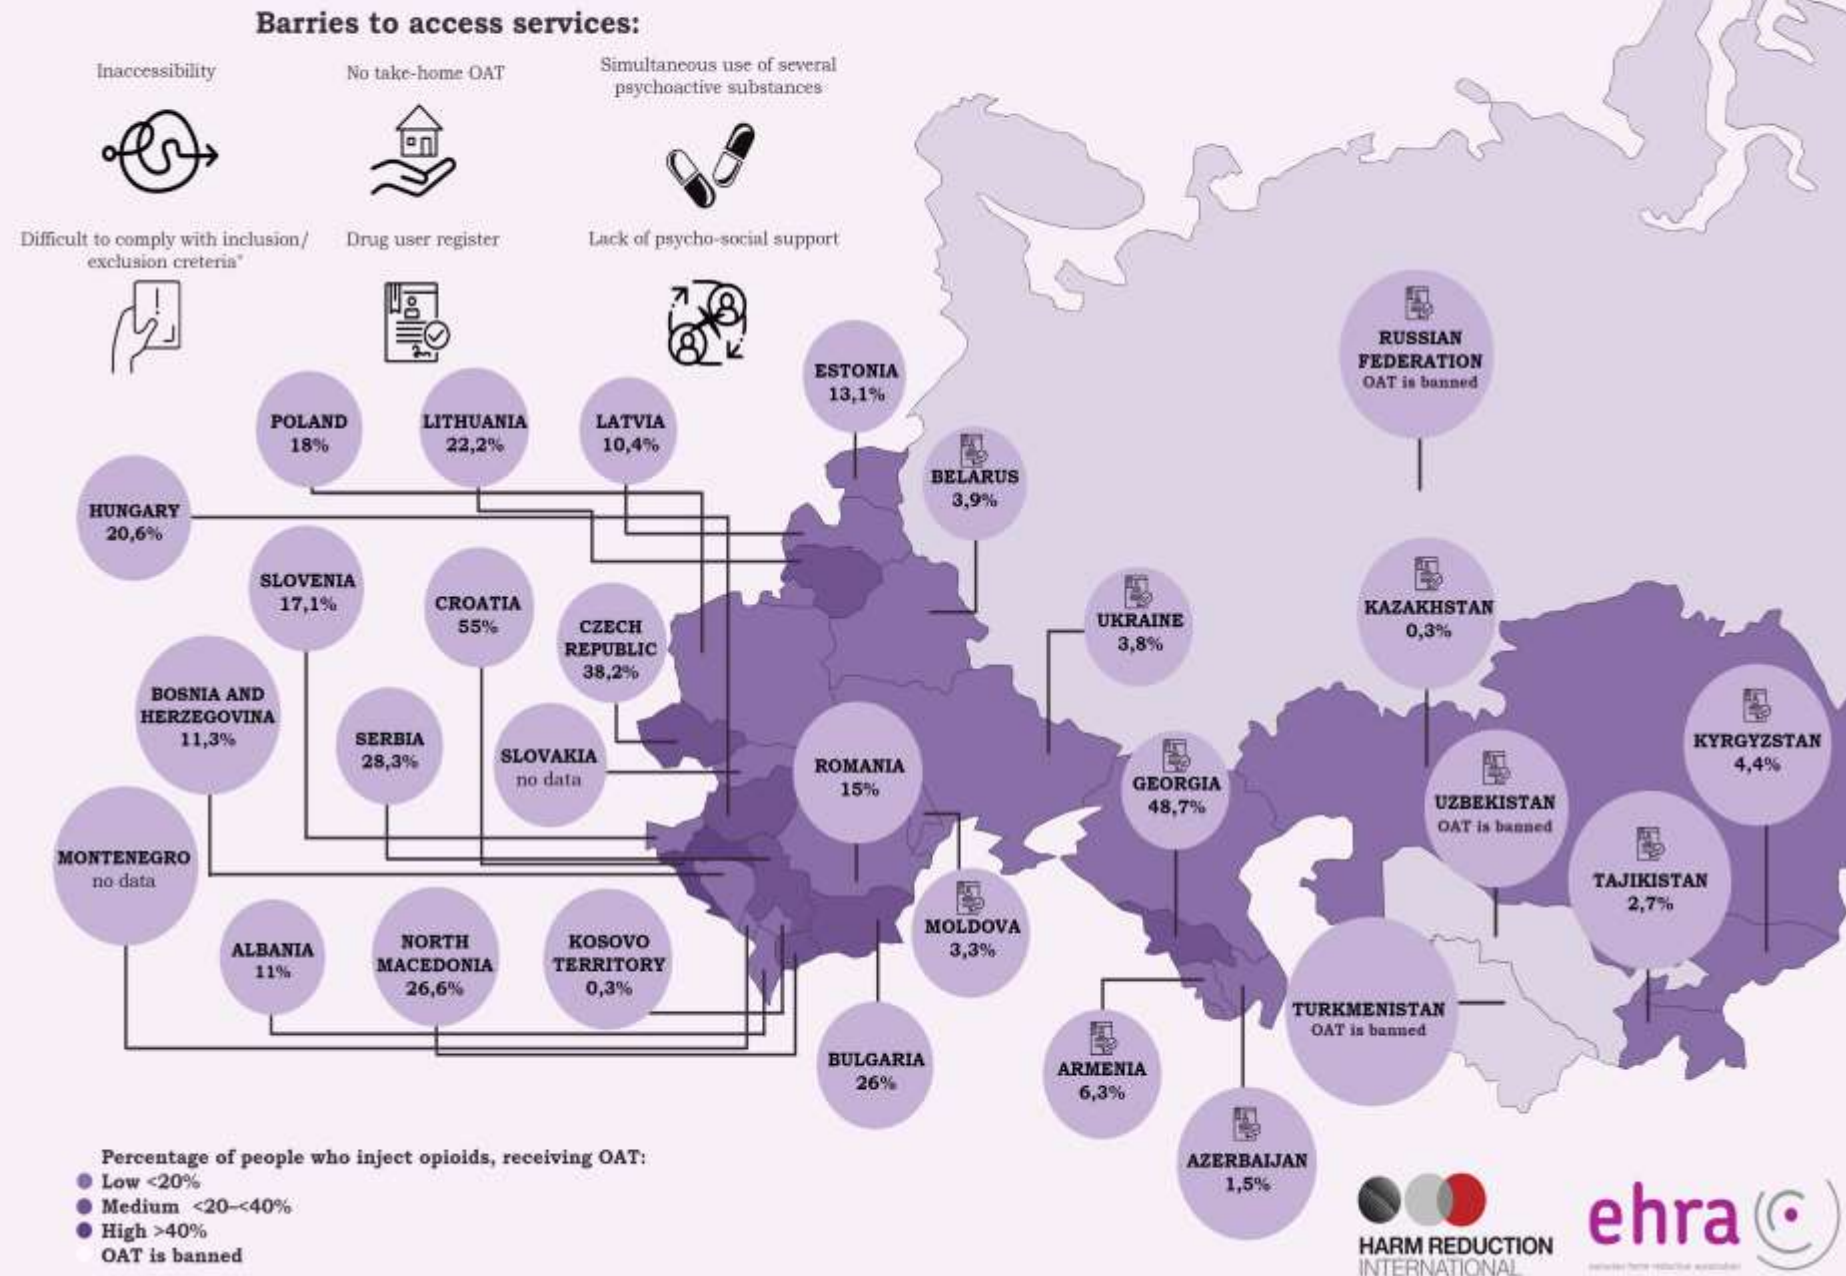 Barries to access services:
Inaccessibility
No take-home OAT
Simultaneous use of several
psychoactive substances
Difficult to comply with inclusion/
exclusion creteria*
Drug user register
Lack of psycho-social support
ESTONIA
13,1%
POLAND
18%
LITHUANIA
22,2%
LATVIA
10,4%
RUSSIAN
FEDERATION
OAT is banned
BELARUS
3,9%
HUNGARY
20,6%
SLOVENIA
17,1%
CROATIA
55%
CZECH
REPUBLIC
38,2%
UKRAINE
3,8%
KAZAKHSTAN
0,3%
BOSNIA AND
HERZEGOVINA
11,3%
SERBIA
28,3%
SLOVAKIA
no data
ROMANIA
15%
GEORGIA
48,7%
UZBEKISTAN
OAT is banned
KYRGYZSTAN
4,4%
MONTENEGRO
no data
TAJIKISTAN
2,7%
ALBANIA
11%
NORTH
MACEDONIA
26,6%
KOSOVO
TERRITORY
0,3%
MOLDOVA
3,3%
TURKMENISTAN
OAT is banned
BULGARIA
26%
ARMENIA
6,3%
AZERBAIJAN
1,5%
Percentage of people who inject opioids, receiving OAT:
Low <20%
Medium <20–<40%
High >40%
OAT is banned
HARM REDUCTION
INTERNATIONAL
ehra